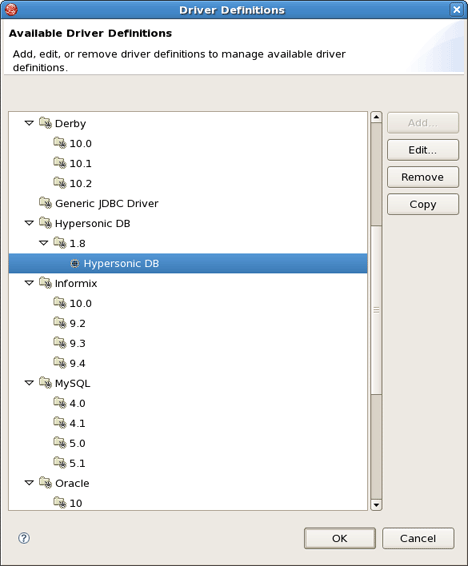 Driver Definitions
Available Driver Definitions
Add, edit, or remove driver definitions to manage available driver
definitions.
Derby
10.0
10.1
10.2
Generic JDBC Driver
Hypersonic DB
1.8
Hypersonic DB
Informix
10.0
9.2
9.3
9.4
MySQL
4.0
4.1
5.0
5.1
Oracle
10
Add...
Edit...
Remove
Copy
?
OK
Cancel